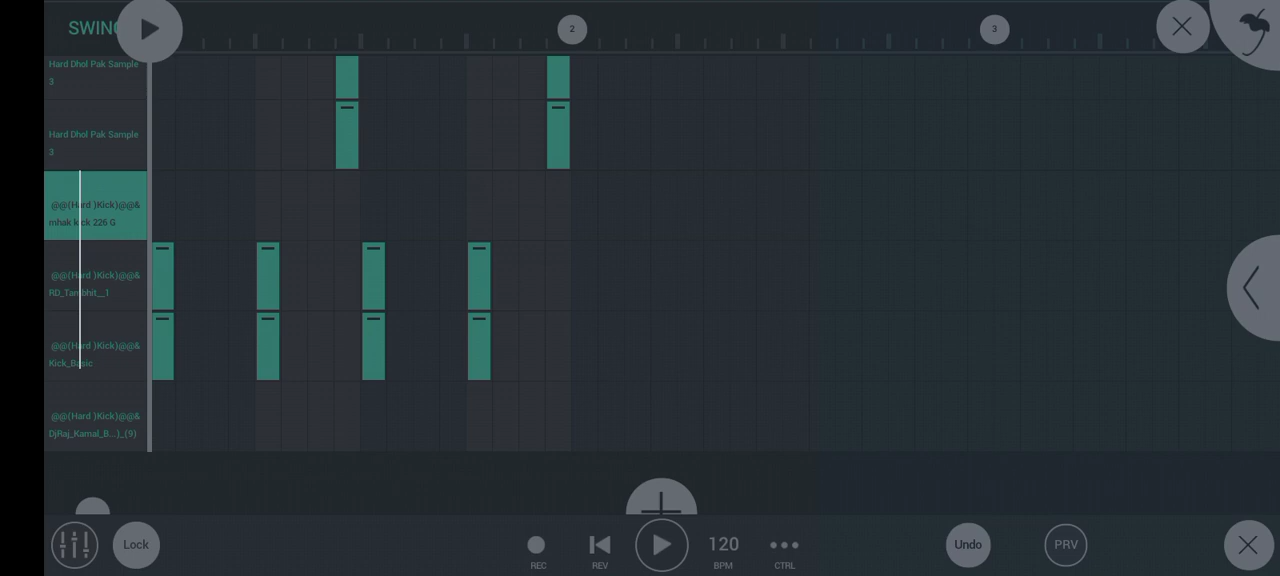 SWING
2
3
Hard Dhol Pak Sample
3
Hard Dhol Pak Sample
3
@@(Hard )Kick)@@&
mhak kick 226 G
@@(Hard )Kick)@@&
@@(Hard )Kick)@@&
Kick_Basic
@@(Hard )Kick)@@&
DjRaj_Kamal_B...)_(9)
Lock
REC
REV
120
BPM
CTRL
Undo
PRV